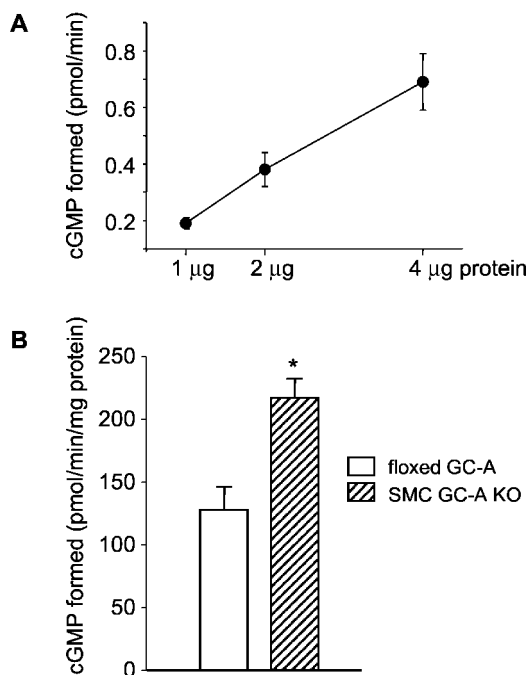 A
cGMP formed (pmol/min)
0.8
0.6
0.4
0.2
1 µg 2 µg 4 µg protein
B
cGMP formed (pmol/min/mg protein)
250
200
150
100
50
0
*
floxed GC-A
SMC GC-A KO